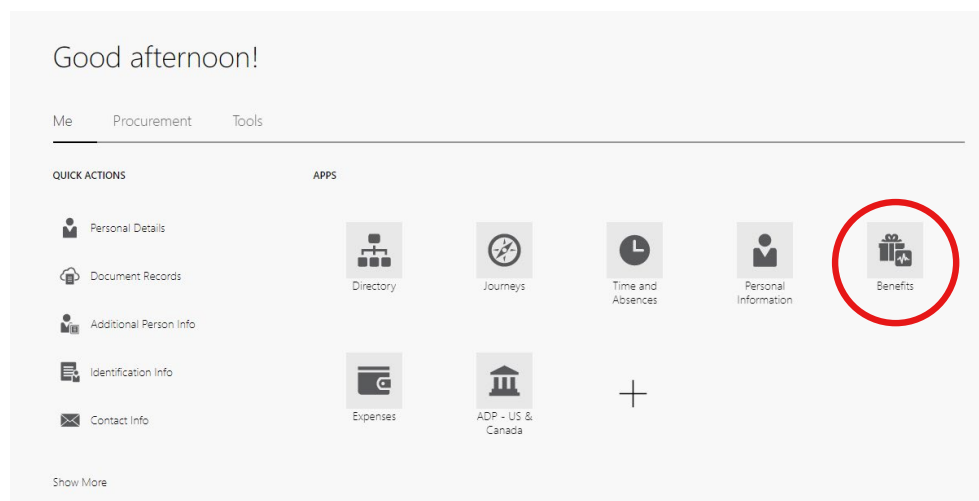 Good afternoon!
Me Procurement Tools
QUICK ACTIONS
Personal Details
Document Records
Additional Person Info
Identification Info
Contact Info
Show More
APPS
Directory
Journeys
Time and
Absences
Personal
Information
Benefits
Expenses
ADP - US &
Canada